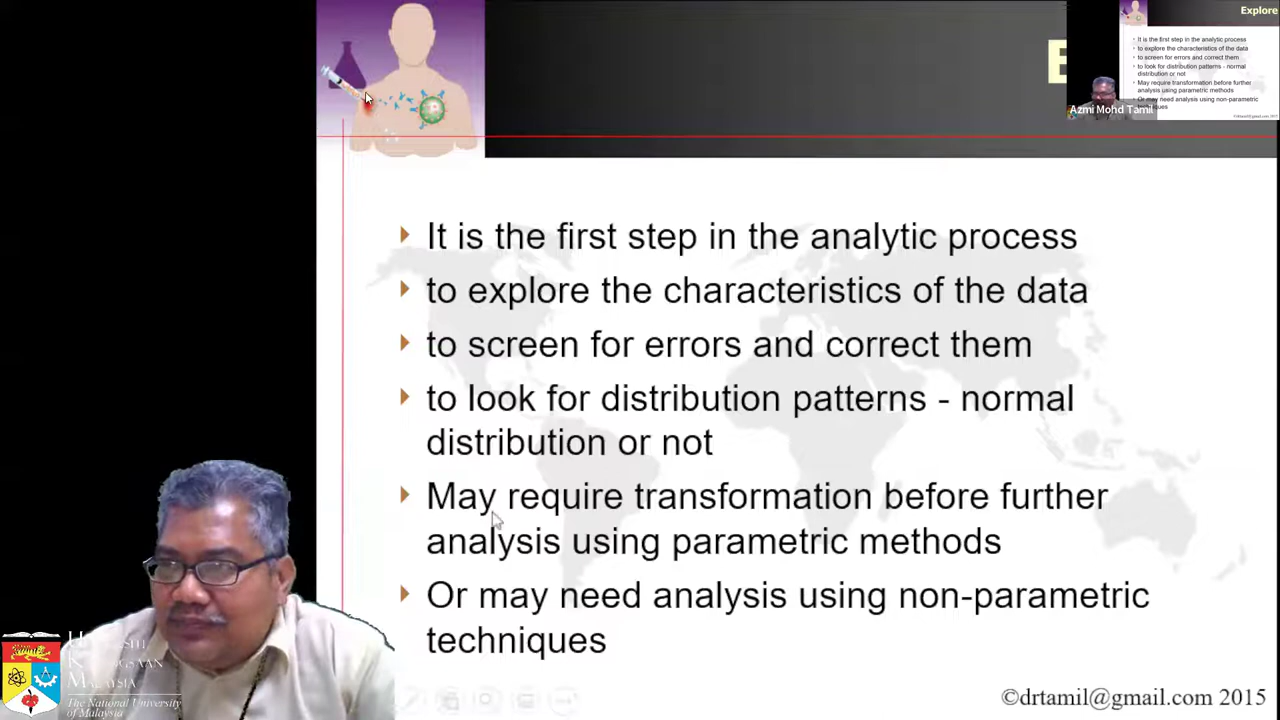 Explore
It is the first step in the analytic process
to explore the characteristics of the data
to screen for errors and correct them
to look for distribution patterns - normal
distribution or not
May require transformation before further
analysis using parametric methods
Or may need analysis using non-parametric
Azmi Mohd Tamil
E
It is the first step in the analytic process
to explore the characteristics of the data
to screen for errors and correct them
to look for distribution patterns - normal
distribution or not
May require transformation before further
analysis using parametric methods
Or may need analysis using non-parametric
techniques
MALAYSIA
The National University
of Malaysia
©drtamil@gmail.com 2015